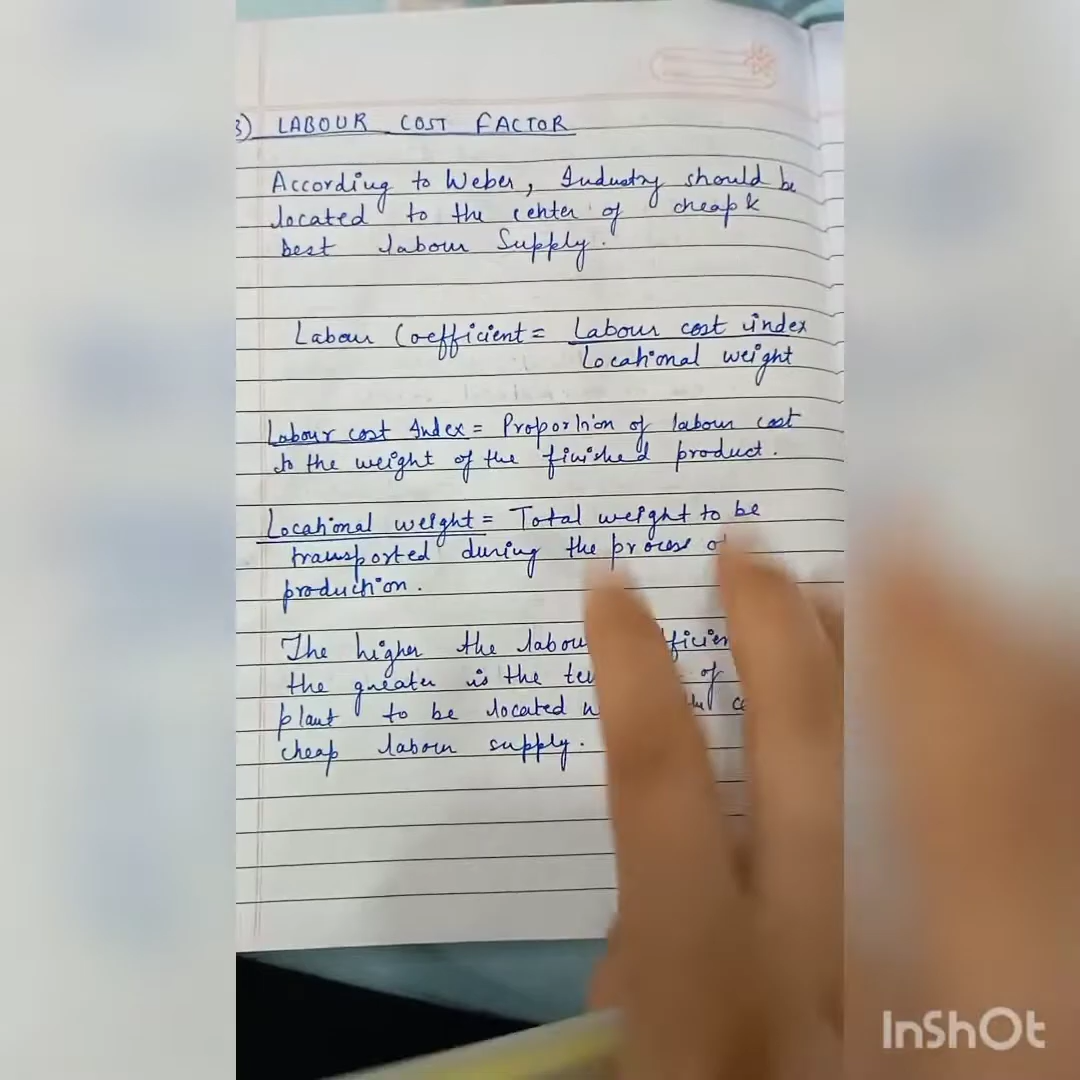 3) LABOUR COST FACTOR
According to Weber, Industry should be
located to the center of cheap &
best labour Supply.
Labour Coefficient = Labour cost index
Locational weight
Labour cost Index = Proportion of labour cost
to the weight of the finished product.
Locational weight = Total weight to be
transported during the process
production.
The higher the
the greater is the of
plant to be located
cheap labour supply.
InShOt